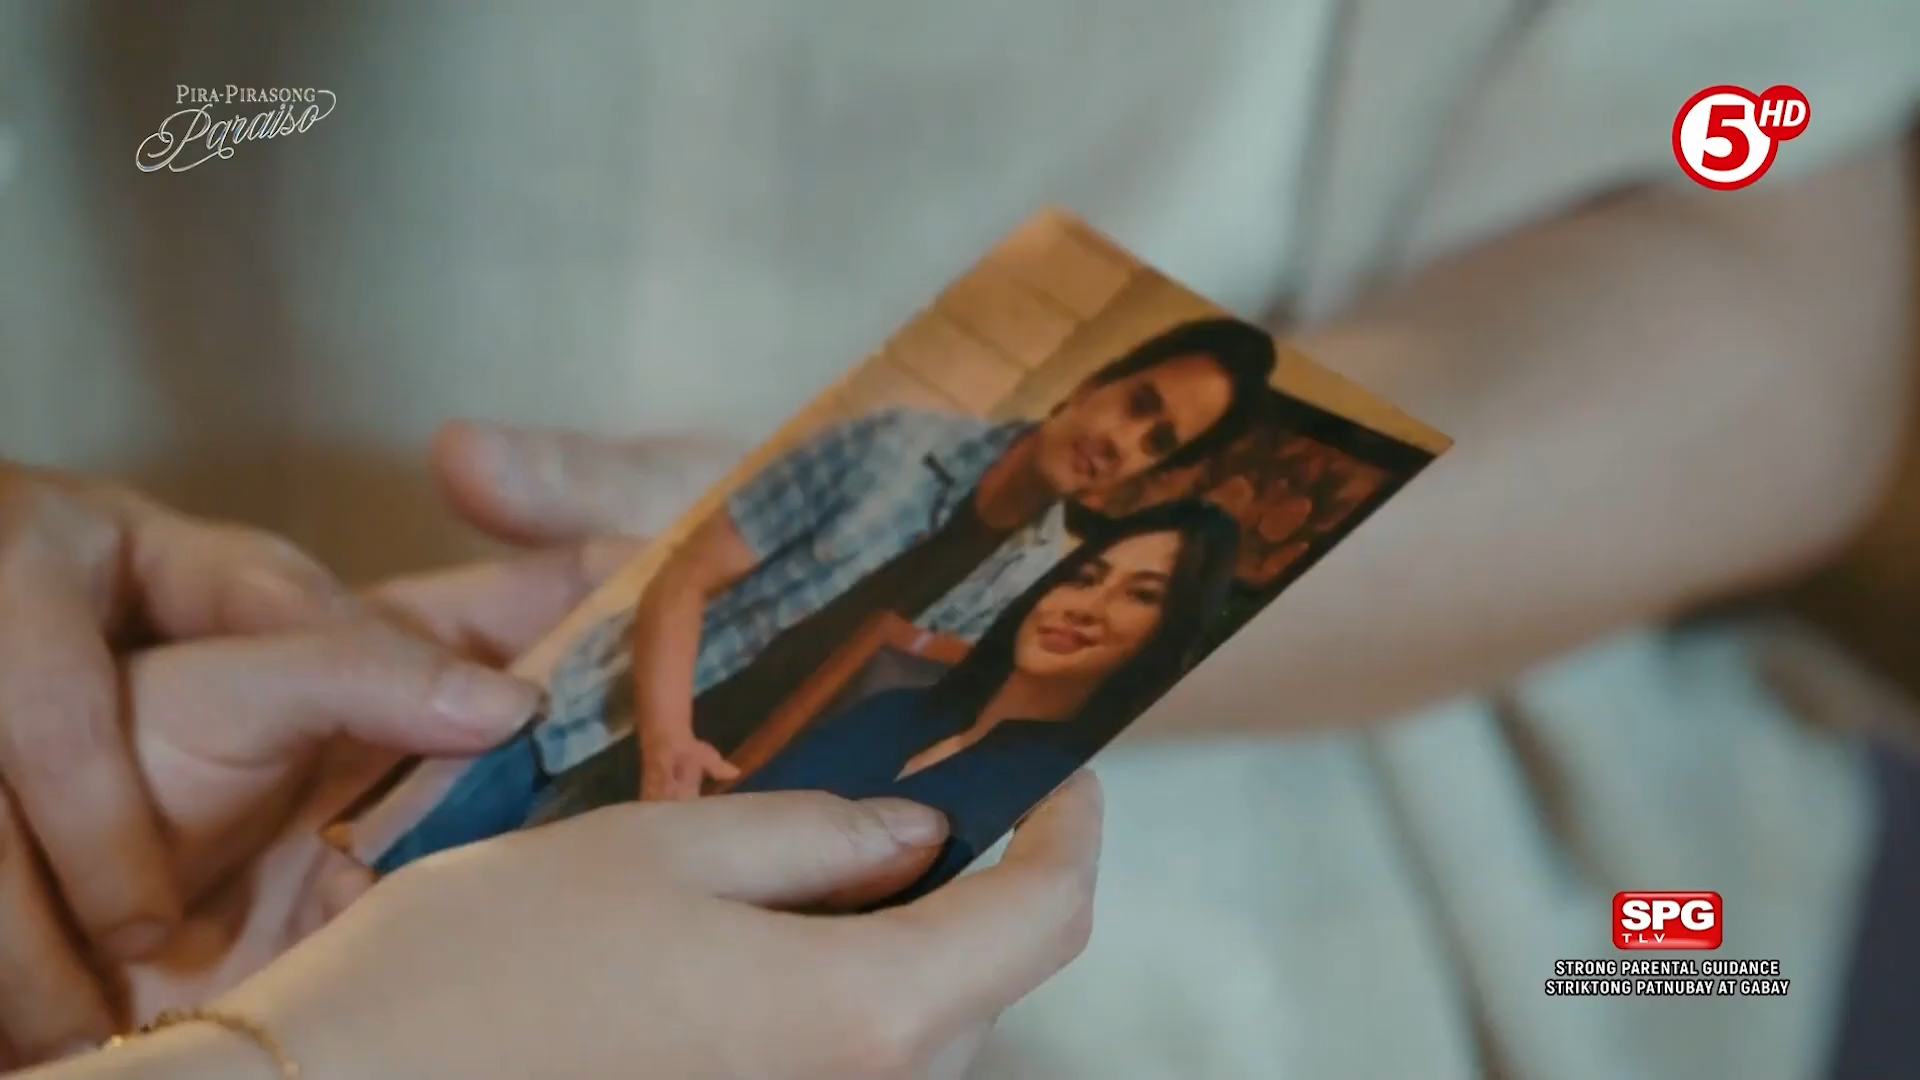 PIRA-PIRASONG
Paraiso
5 HD
SPG
TLV
STRONG PARENTAL GUIDANCE
STRIKTONG PATNUBAY AT GABAY